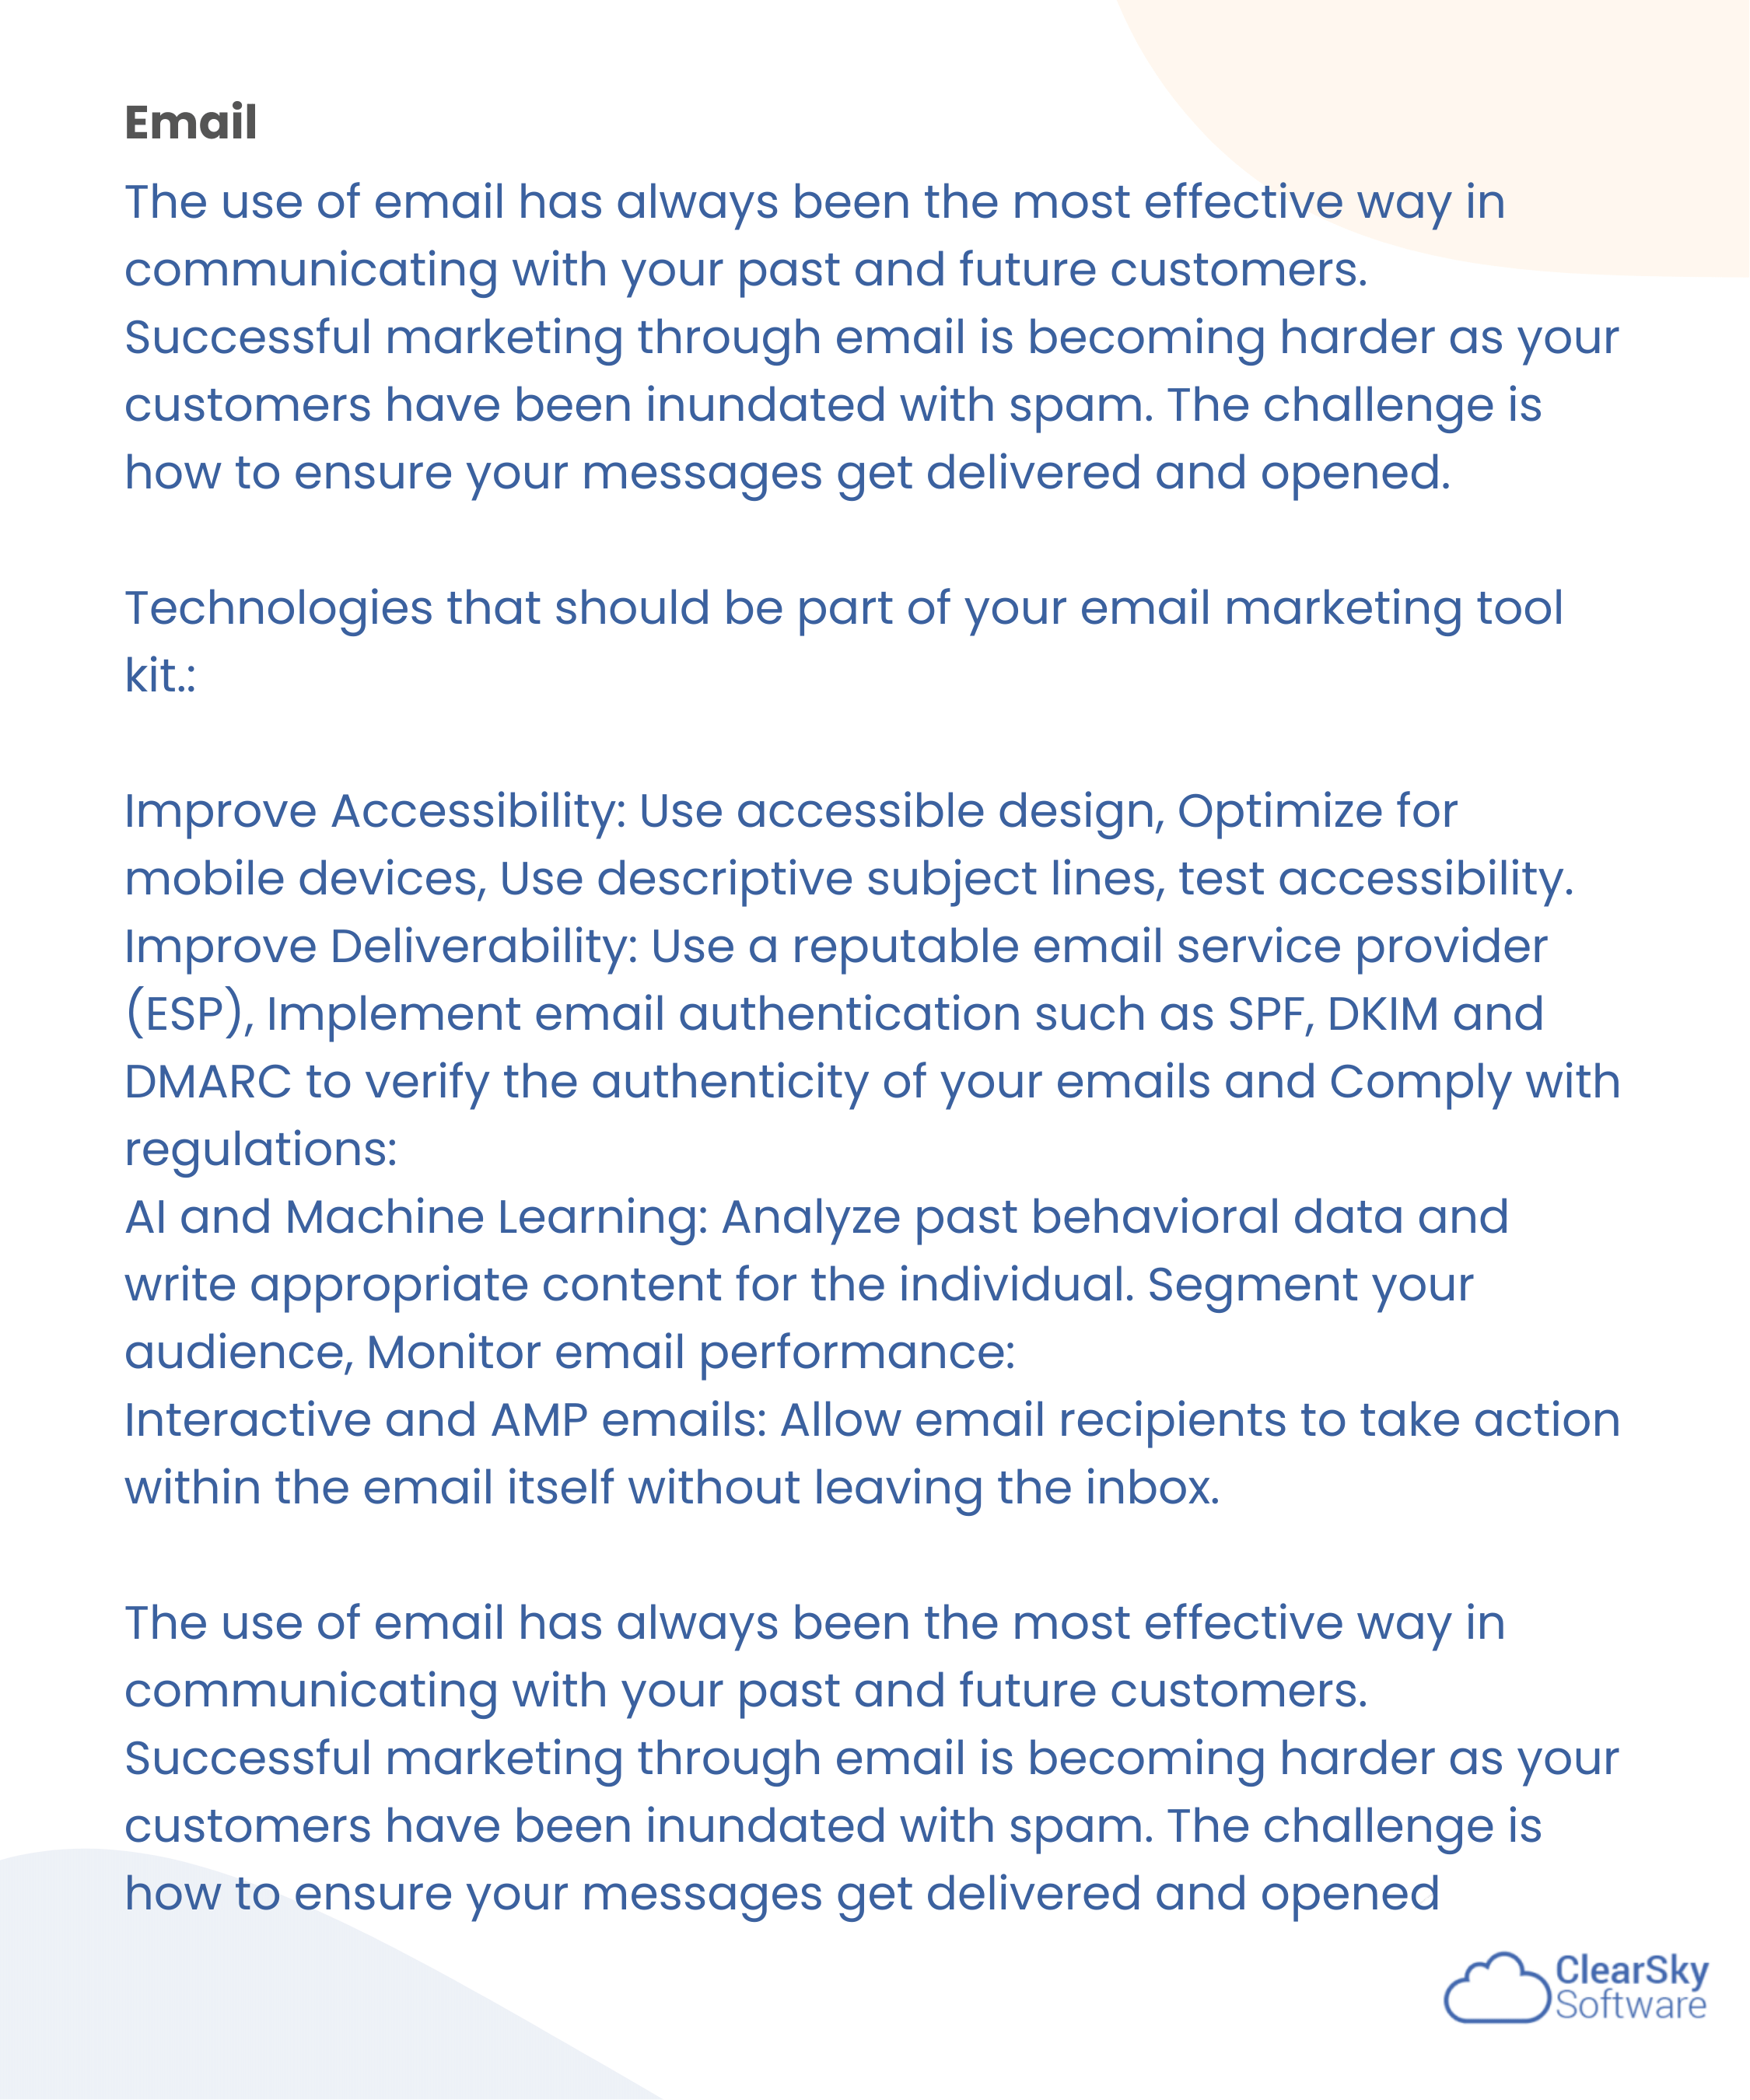 Email
The use of email has always been the most effective way in
communicating with your past and future customers.
Successful marketing through email is becoming harder as your
customers have been inundated with spam. The challenge is
how to ensure your messages get delivered and opened.
Technologies that should be part of your email marketing tool
kit.:
Improve Accessibility: Use accessible design, Optimize for
mobile devices, Use descriptive subject lines, test accessibility.
Improve Deliverability: Use a reputable email service provider
(ESP), Implement email authentication such as SPF, DKIM and
DMARC to verify the authenticity of your emails and Comply with
regulations:
AI and Machine Learning: Analyze past behavioral data and
write appropriate content for the individual. Segment your
audience, Monitor email performance:
Interactive and AMP emails: Allow email recipients to take action
within the email itself without leaving the inbox.
The use of email has always been the most effective way in
communicating with your past and future customers.
Successful marketing through email is becoming harder as your
customers have been inundated with spam. The challenge is
how to ensure your messages get delivered and opened
ClearSky
Software